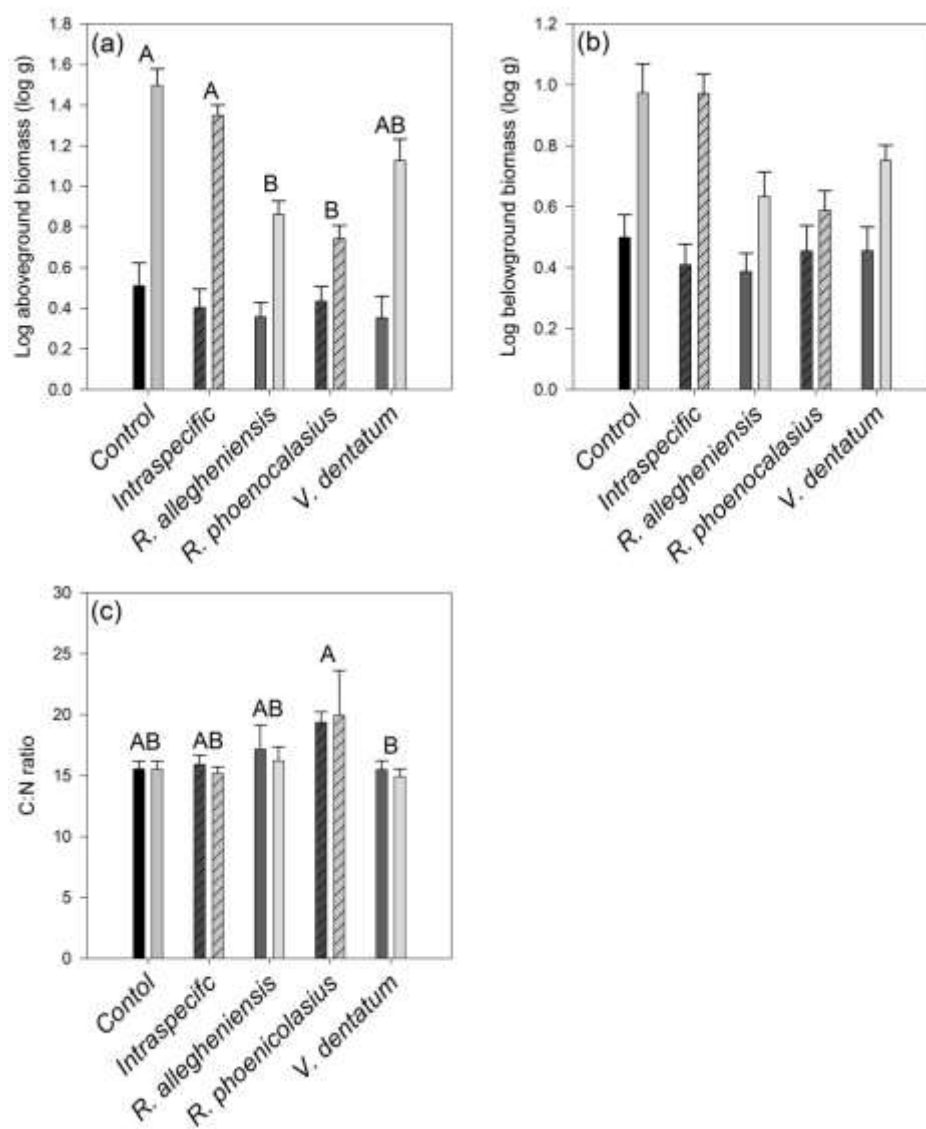 (a)
Log aboveground biomass (log g)
1.8
1.6
1.4
1.2
1.0
0.8
0.6
0.4
0.2
0.0
A
A
B
B
AB
Control
Intraspecific
R. allegheniensis
R. phoenocalasius
V. dentatum
(b)
Log belowground biomass (log g)
1.2
1.0
0.8
0.6
0.4
0.2
0.0
Control
Intraspecific
R. allegheniensis
R. phoenocalasius
V. dentatum
(c)
C:N ratio
30
25
20
15
10
5
0
AB
AB
AB
A
B
Contol
Intraspecifc
R. allegheniensis
R. phoenicolasius
V. dentatum